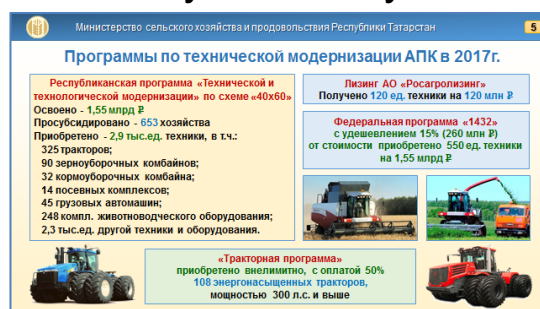 Министерство сельского хозяйства и продовольствия Республики Татарстан
5
Программы по технической модернизации АПК в 2017г.
Республиканская программа «Технической и
технологической модернизации» по схеме «40х60»
Освоено - 1,55 млрд ₽
Просубсидировано - 653 хозяйства
Приобретено - 2,9 тыс.ед. техники, в т.ч.:
325 тракторов;
90 зерноуборочных комбайнов;
32 кормоуборочных комбайна;
14 посевных комплексов;
45 грузовых автомашин;
248 компл. животноводческого оборудования;
2,3 тыс.ед. другой техники и оборудования.
Лизинг АО «Росагролизинг»
Получено 120 ед. техники на 120 млн ₽
Федеральная программа «1432»
с удешевлением 15% (260 млн ₽)
от стоимости приобретено 550 ед. техники
на 1,55 млрд ₽
«Тракторная программа»
приобретено внелимитно, с оплатой 50%
108 энергонасыщенных тракторов,
мощностью 300 л.с. и выше